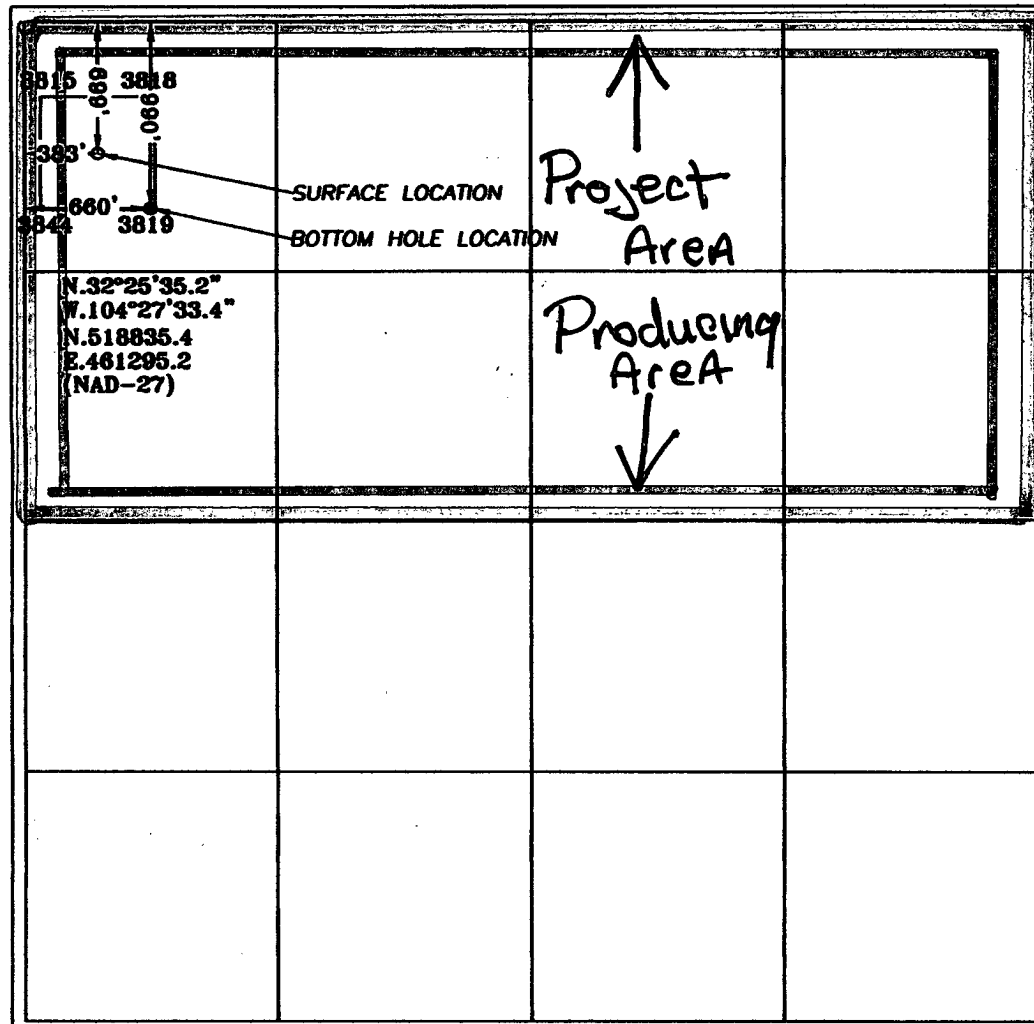 3815 3818
699'
990'
383'
SURFACE LOCATION
660'
3844 3819
BOTTOM HOLE LOCATION
Project
AreA
N.32°25'35.2"
W.104°27'33.4"
N.518835.4
E.461295.2
(NAD-27)
Producing
AreA